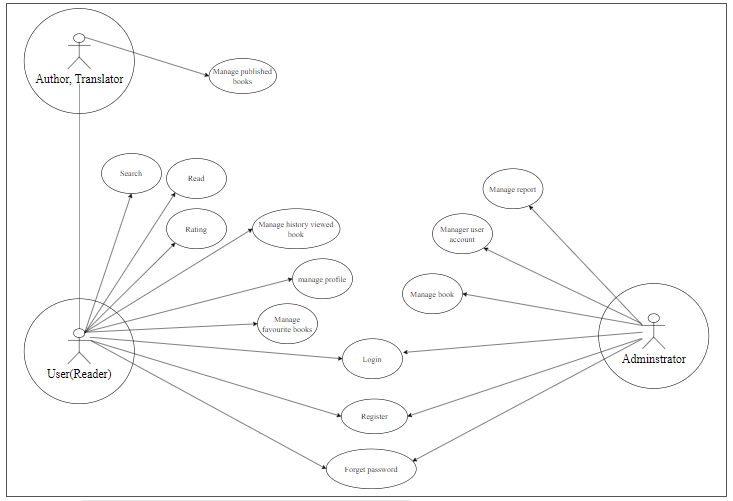 Author, Translator
Manage published
books
Search
Read
Rating
Manage history viewed
book
manage profile
Manage
favourite books
User(Reader)
Login
Register
Forget password
Manage report
Manager user
account
Manage book
Adminstrator